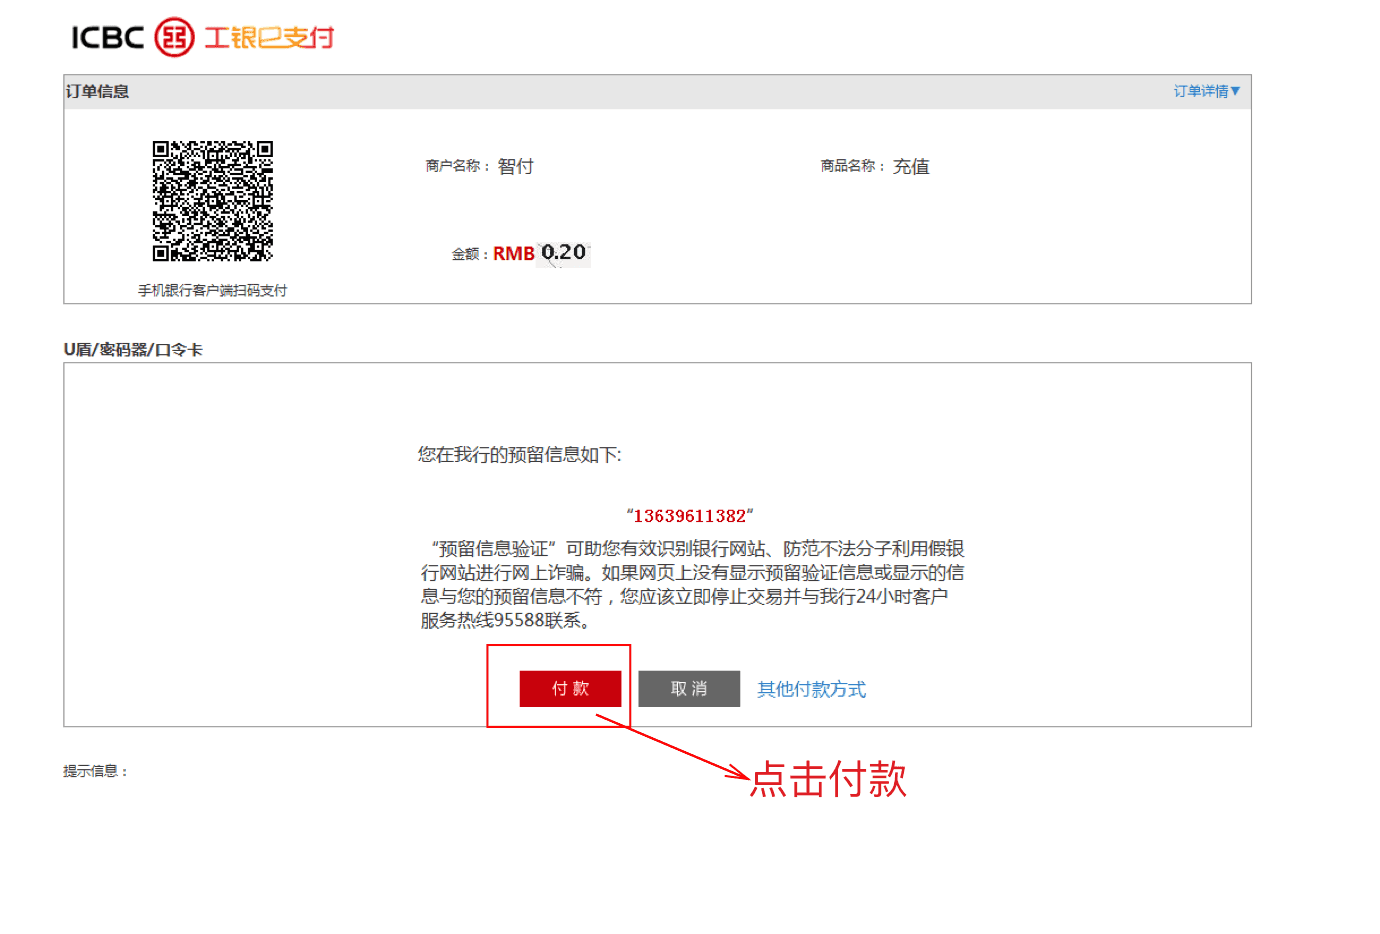 ICBC 工银e支付
订单信息
订单详情▼
商户名称： 智付
商品名称： 充值
金额：RMB 0.20
手机银行客户端扫码支付
U盾/密码器/口令卡
您在我行的预留信息如下:
“13639611382”
“预留信息验证”可助您有效识别银行网站、防范不法分子利用假银
行网站进行网上诈骗。如果网页上没有显示预留验证信息或显示的信
息与您的预留信息不符，您应该立即停止交易并与我行24小时客户
服务热线95588联系。
付 款
取 消
其他付款方式
点击付款
提示信息：